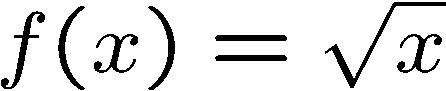 f(x) = √x